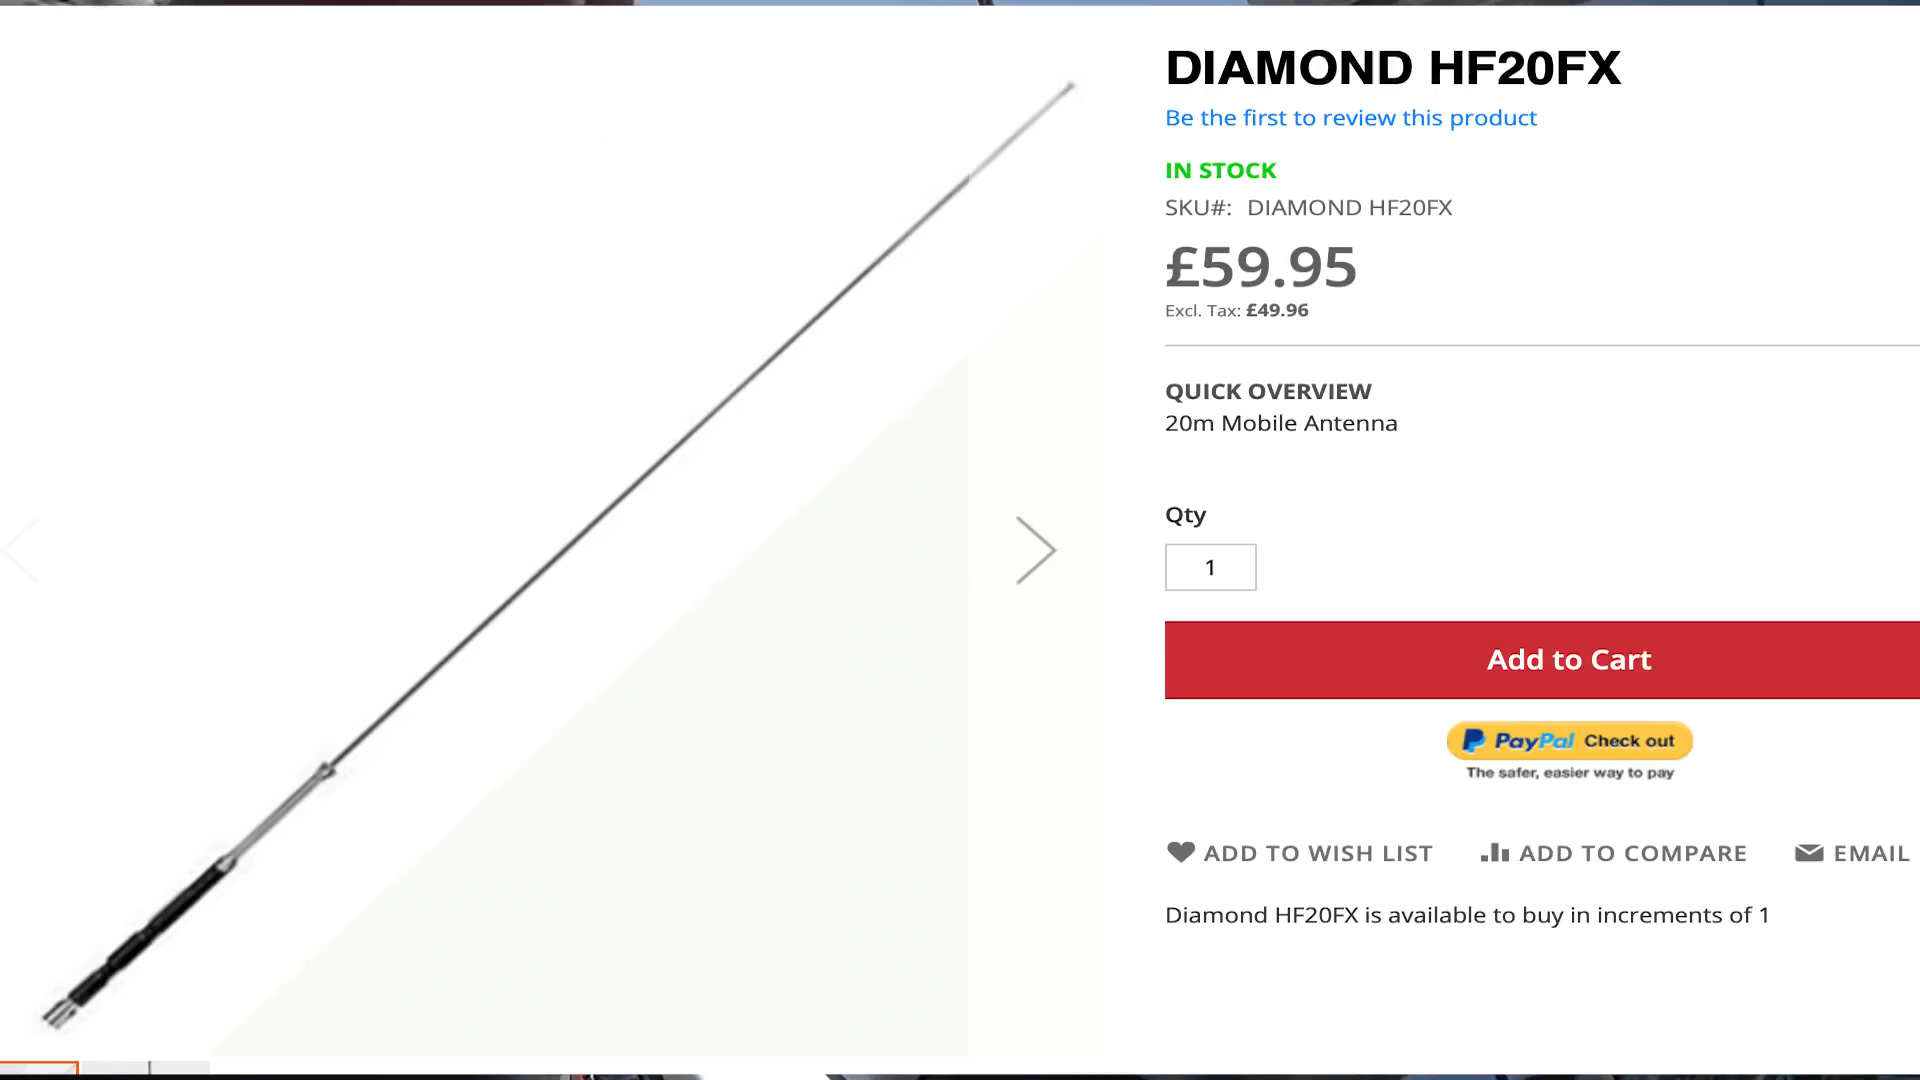 DIAMOND HF20FX
Be the first to review this product
IN STOCK
SKU#: DIAMOND HF20FX
£59.95
Excl. Tax: £49.96
QUICK OVERVIEW
20m Mobile Antenna
Qty
1
Add to Cart
PayPal Check out
The safer, easier way to pay
ADD TO WISH LIST ADD TO COMPARE EMAIL
Diamond HF20FX is available to buy in increments of 1